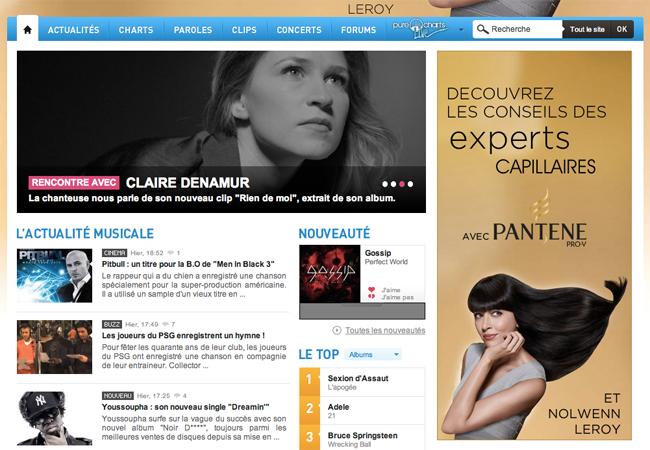 LEROY
ACTUALITÉS CHARTS PAROLES CLIPS CONCERTS FORUMS pure charts Live Recherche Tout le site OK
RENCONTRE AVEC CLAIRE DENAMUR
La chanteuse nous parle de son nouveau clip "Rien de moi", extrait de son album.
DECOUVREZ
LES CONSEILS DES
experts
CAPILLAIRES
AVEC PANTENE
PRO-V
ET
NOLWENN
LEROY
L'ACTUALITÉ MUSICALE
PITBULL
CINÉMA Hier, 18:52 1
Pitbull : un titre pour la B.O de "Men in Black 3"
Le rappeur qui a du chien a enregistré une chanson
spécialement pour la super-production américaine.
Il a utilisé un sample d'un vieux titre en ...
BUZZ Hier, 17:49 7
Les joueurs du PSG enregistrent un hymne !
Pour fêter les quarante ans de leur club, les joueurs
du PSG ont enregistré une chanson en compagnie
de leur entraineur. Collector ...
NOUVEAU Hier, 17:25 4
Youssoupha : son nouveau single "Dreamin'"
Youssoupha surfe sur la vague du succès avec son
nouvel album "Noir D****", toujours parmi les
meilleures ventes de disques depuis sa mise en ...
NOUVEAUTÉ
GOSSIP
Gossip
Perfect World
J'aime
J'aime pas
Toutes les nouveautés
LE TOP Albums
1 Sexion d'Assaut
L'apogée
2 Adele
21
3 Bruce Springsteen
Wrecking Ball